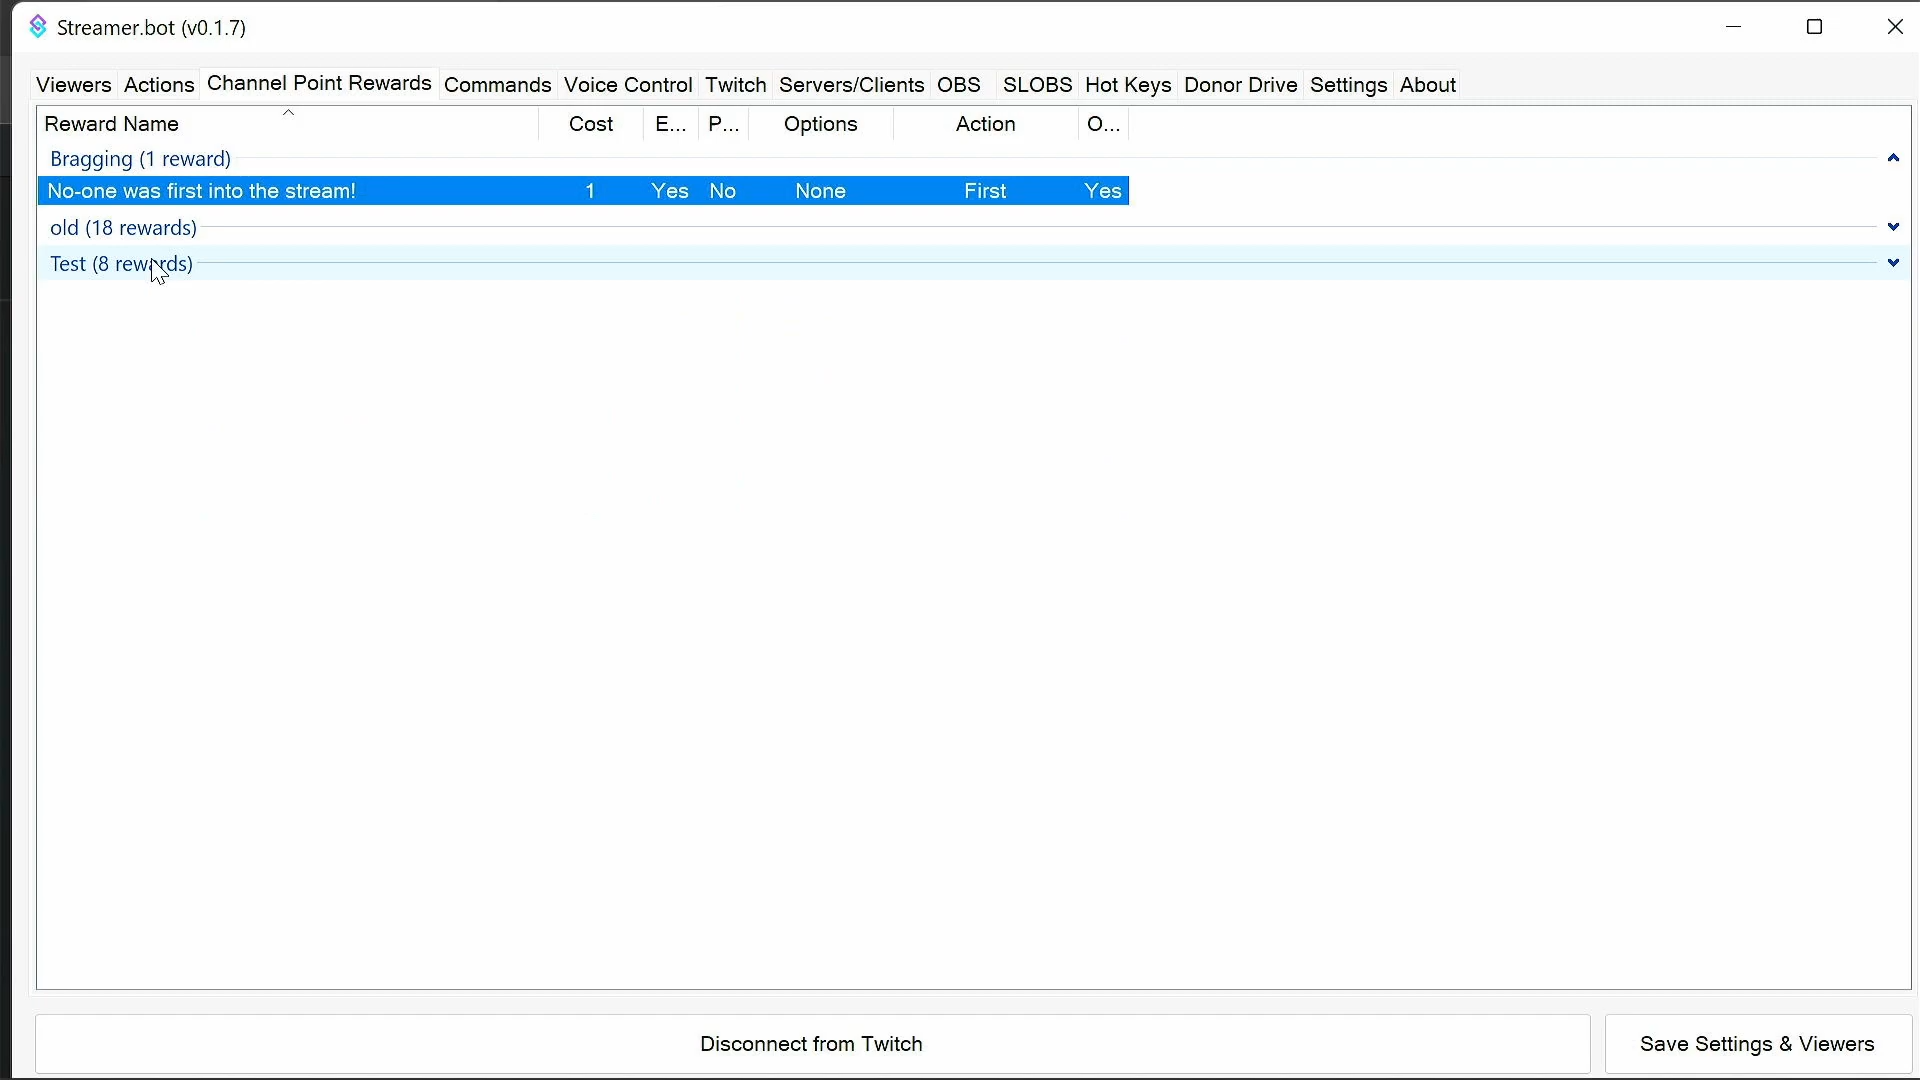 Streamer.bot (v0.1.7)
Viewers Actions Channel Point Rewards Commands Voice Control Twitch Servers/Clients OBS SLOBS Hot Keys Donor Drive Settings About
Reward Name Cost E... P... Options Action O...
Bragging (1 reward)
No-one was first into the stream! 1 Yes No None First Yes
old (18 rewards)
Test (8 rewards)
Disconnect from Twitch Save Settings & Viewers